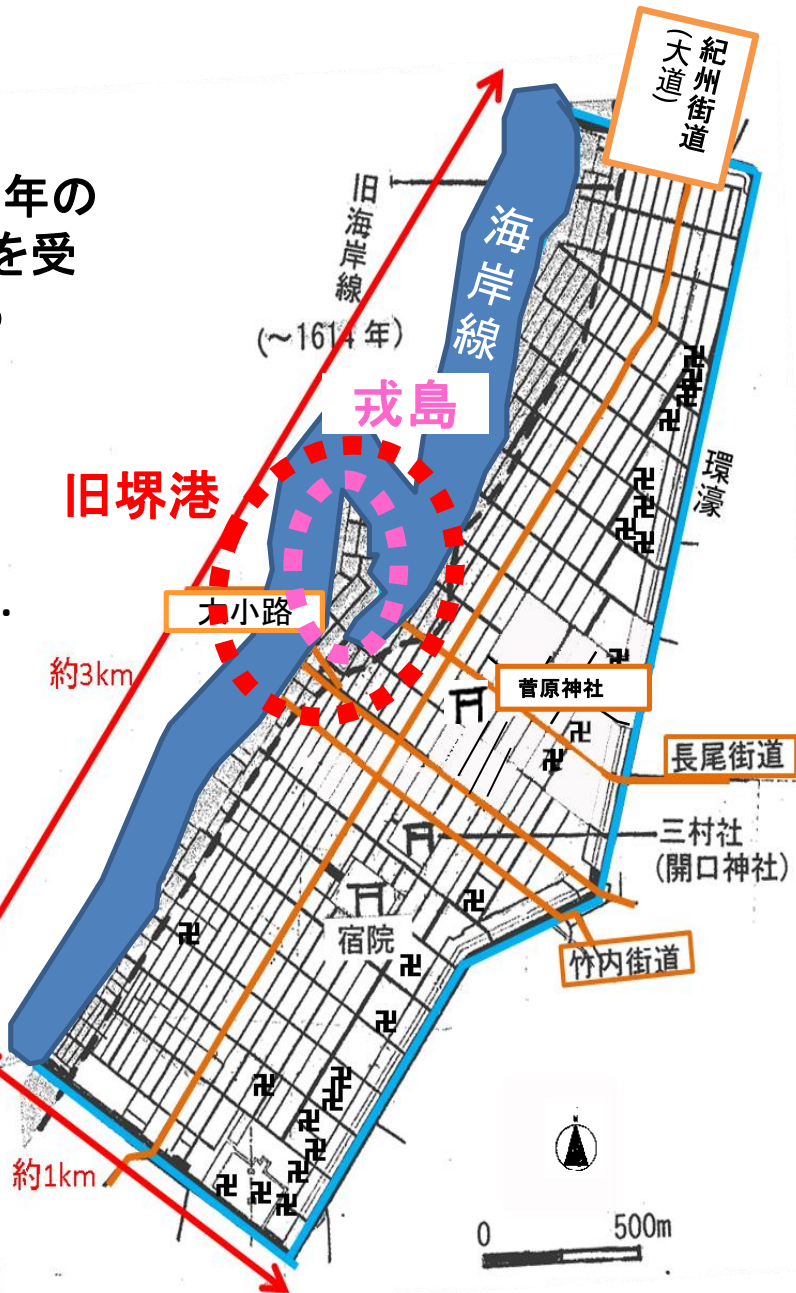 紀州街道
(大道)
年の
を受
旧海岸線
(～1614年)
海岸線
戎島
旧堺港
環濠
大小路
約3km
菅原神社
長尾街道
三村社
(開口神社)
宿院
竹内街道
約1km
0 500m